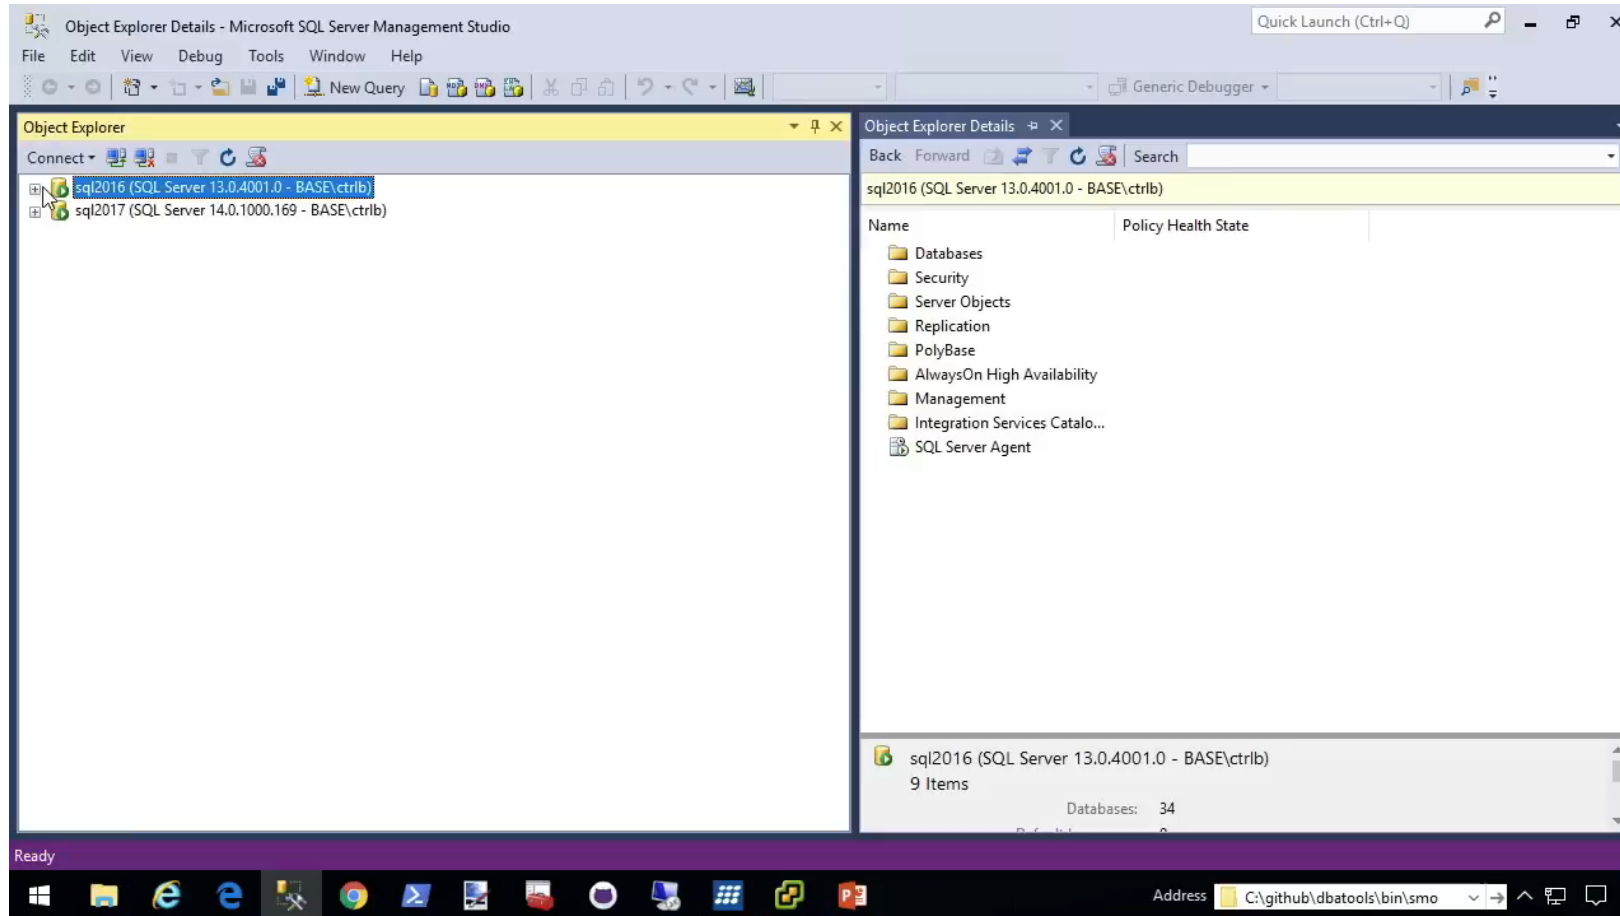 Object Explorer Details - Microsoft SQL Server Management Studio
Quick Launch (Ctrl+Q)
File Edit View Debug Tools Window Help
New Query
Generic Debugger
Object Explorer
Connect
sql2016 (SQL Server 13.0.4001.0 - BASE\ctrlb)
sql2017 (SQL Server 14.0.1000.169 - BASE\ctrlb)
Object Explorer Details
Back Forward Search
sql2016 (SQL Server 13.0.4001.0 - BASE\ctrlb)
Name Policy Health State
Databases
Security
Server Objects
Replication
PolyBase
AlwaysOn High Availability
Management
Integration Services Catalo...
SQL Server Agent
sql2016 (SQL Server 13.0.4001.0 - BASE\ctrlb)
9 Items
Databases: 34
Ready
Address C:\github\dbatools\bin\smo